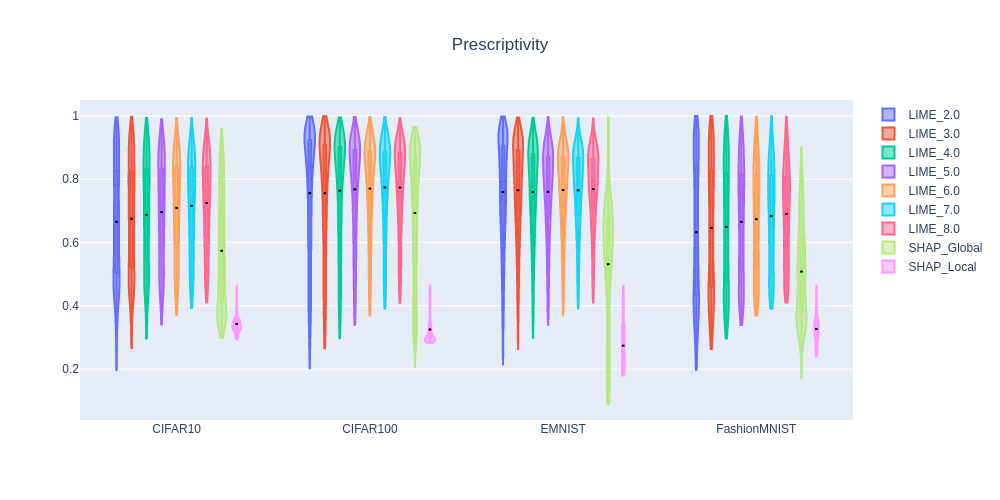 Prescriptivity
1
0.8
0.6
0.4
0.2
CIFAR10
CIFAR100
EMNIST
FashionMNIST
LIME_2.0
LIME_3.0
LIME_4.0
LIME_5.0
LIME_6.0
LIME_7.0
LIME_8.0
SHAP_Global
SHAP_Local